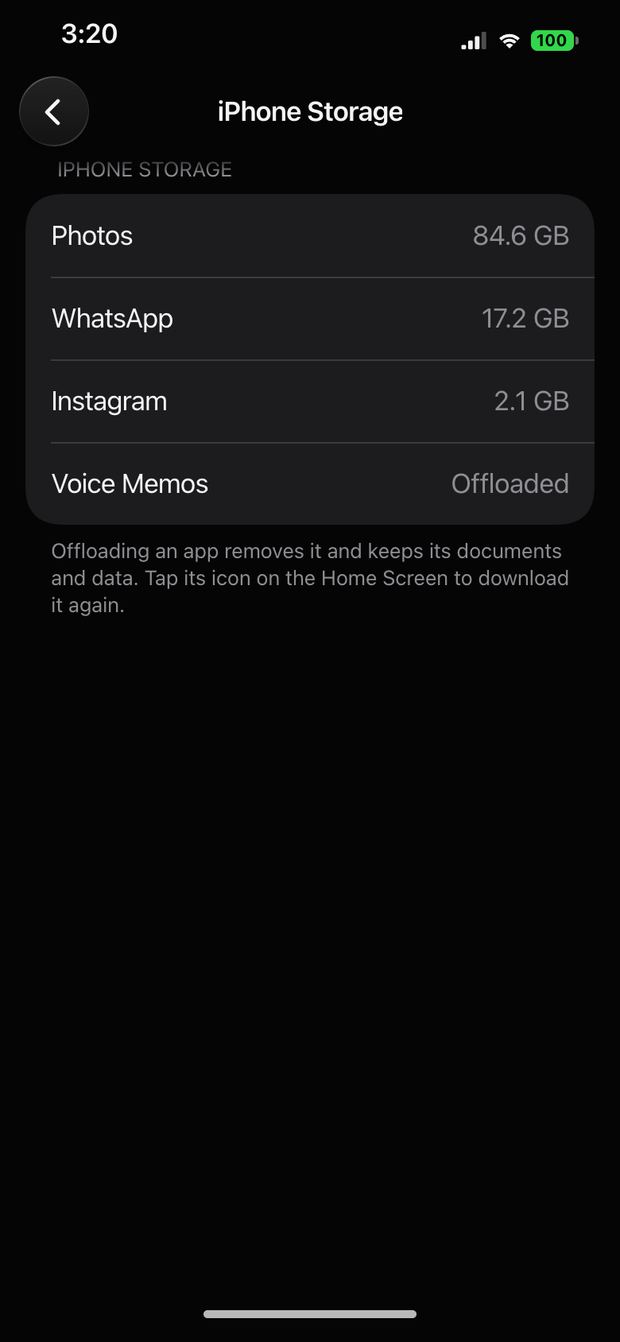 3:20
100
iPhone Storage
IPHONE STORAGE
Photos 84.6 GB
WhatsApp 17.2 GB
Instagram 2.1 GB
Voice Memos Offloaded
Offloading an app removes it and keeps its documents
and data. Tap its icon on the Home Screen to download
it again.